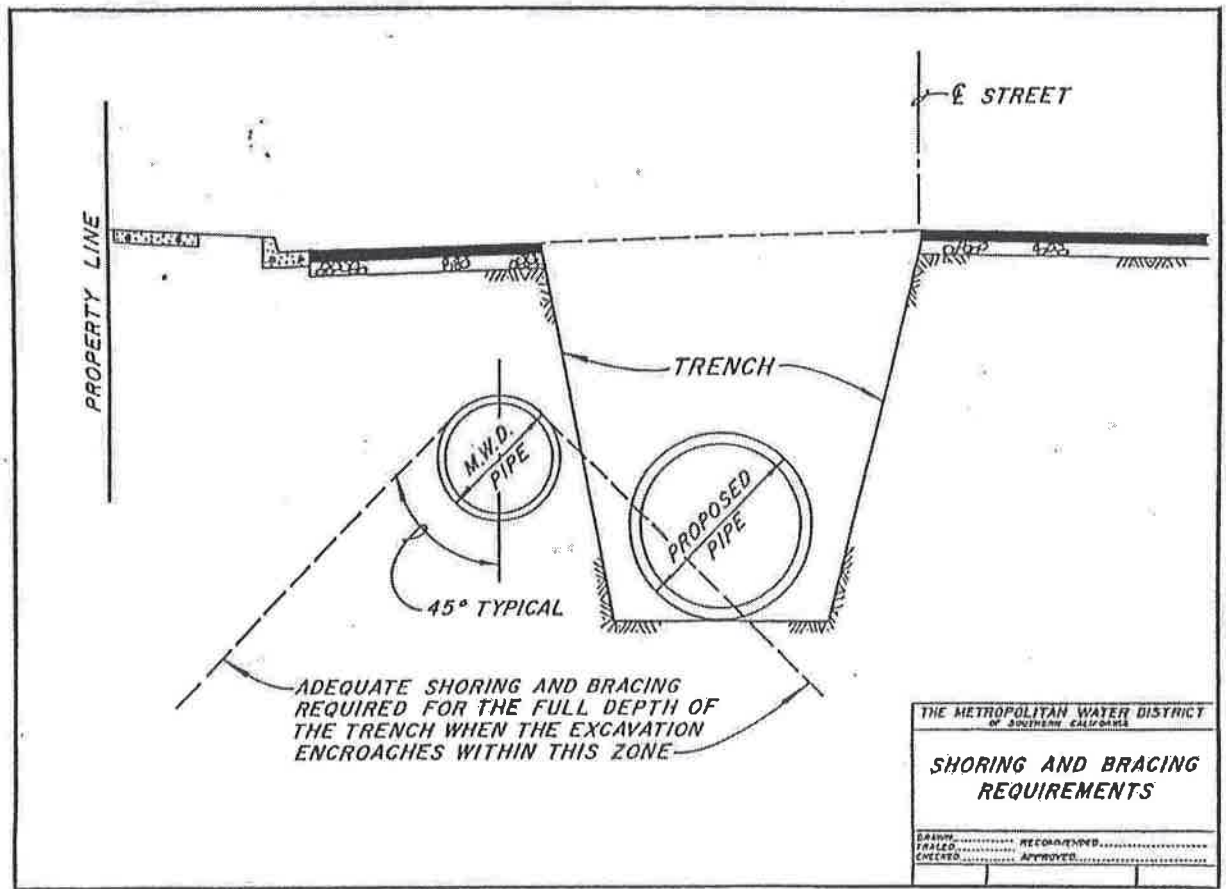 ℄ STREET
PROPERTY LINE
TRENCH
M.W.D.
PIPE
PROPOSED
PIPE
45° TYPICAL
ADEQUATE SHORING AND BRACING
REQUIRED FOR THE FULL DEPTH OF
THE TRENCH WHEN THE EXCAVATION
ENCROACHES WITHIN THIS ZONE
THE METROPOLITAN WATER DISTRICT
OF SOUTHERN CALIFORNIA
SHORING AND BRACING
REQUIREMENTS
DRAWN.......... RECOMMENDED....................
TRACED..........
CHECKED.......... APPROVED....................